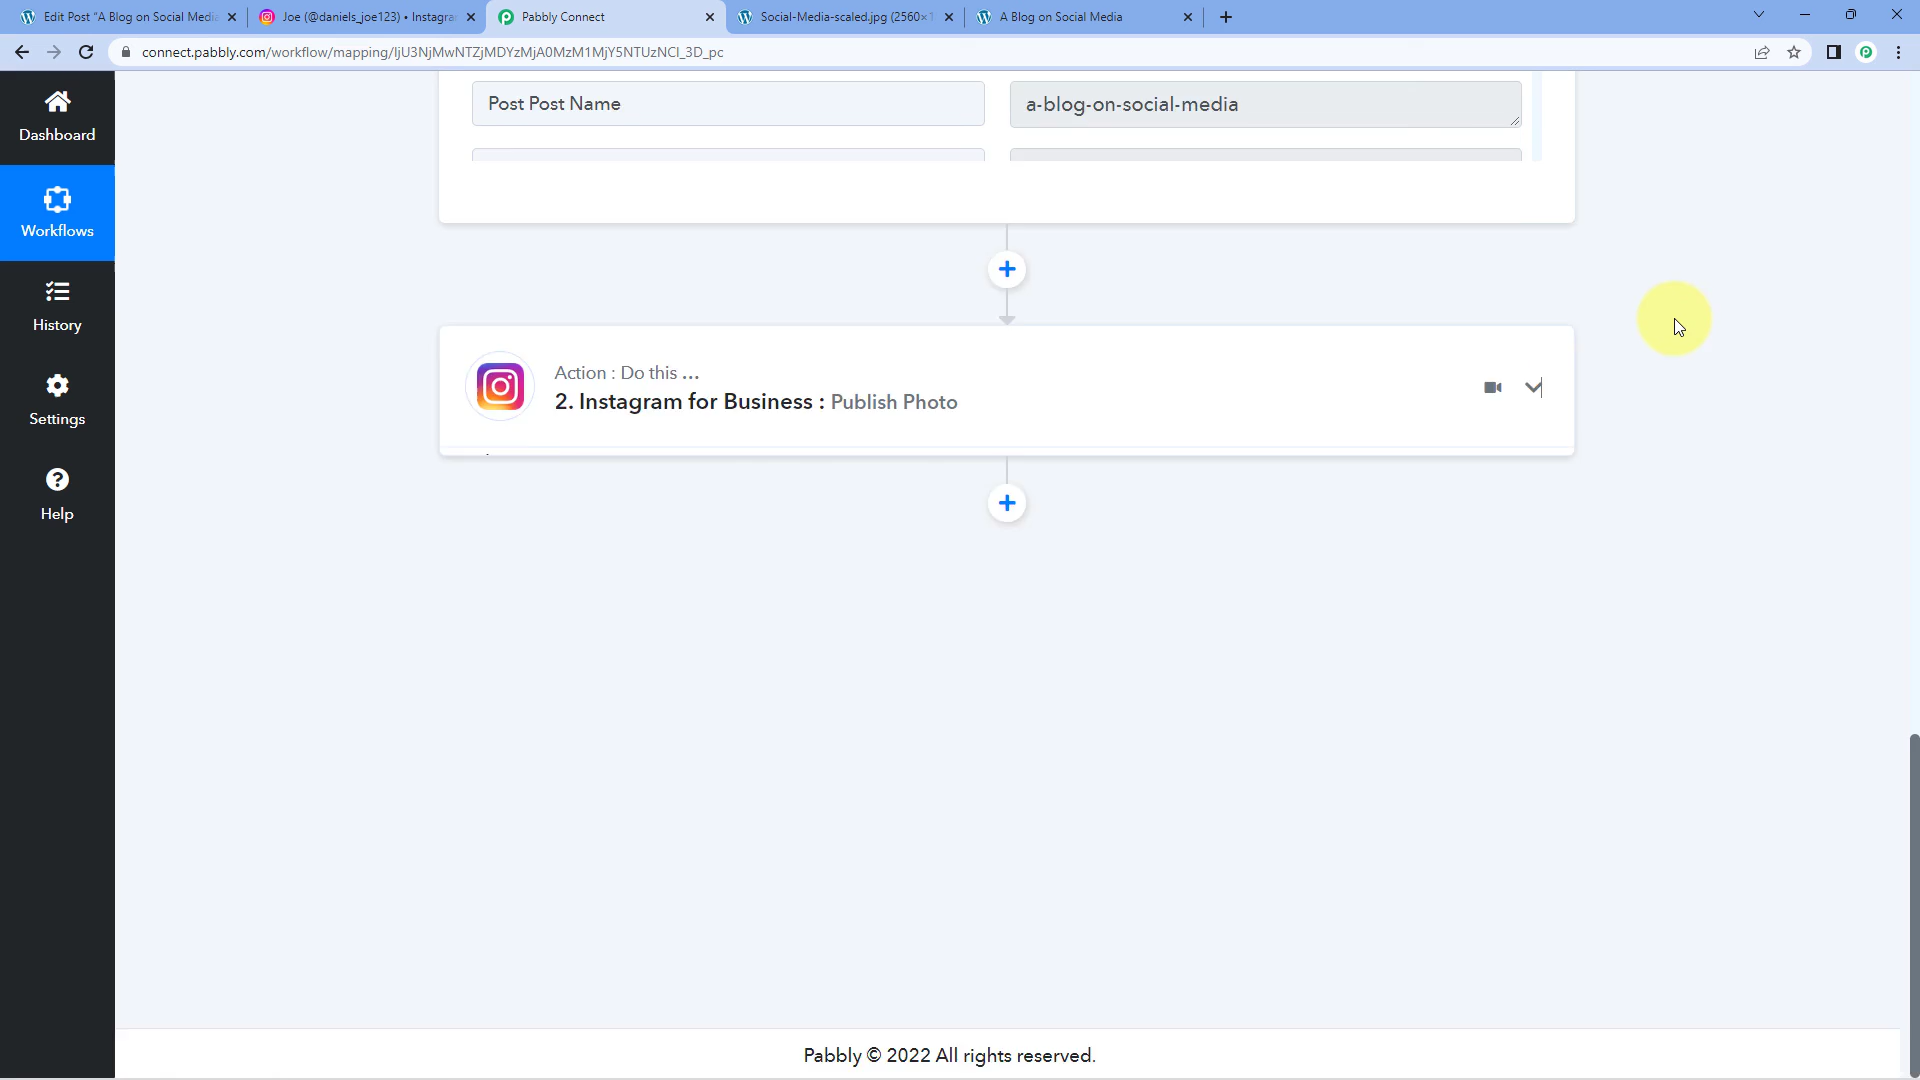 Edit Post "A Blog on Social Media
Joe (@daniels_joe123) • Instagra
Pabbly Connect
Social-Media-scaled.jpg (2560×1
A Blog on Social Media
connect.pabbly.com/workflow/mapping/IjU3NjMwNTZjMDYzMjA0MzM1MjY5NTUzNCI_3D_pc
Dashboard
Workflows
History
Settings
Help
Post Post Name
a-blog-on-social-media
Action : Do this ...
2. Instagram for Business : Publish Photo
Pabbly © 2022 All rights reserved.